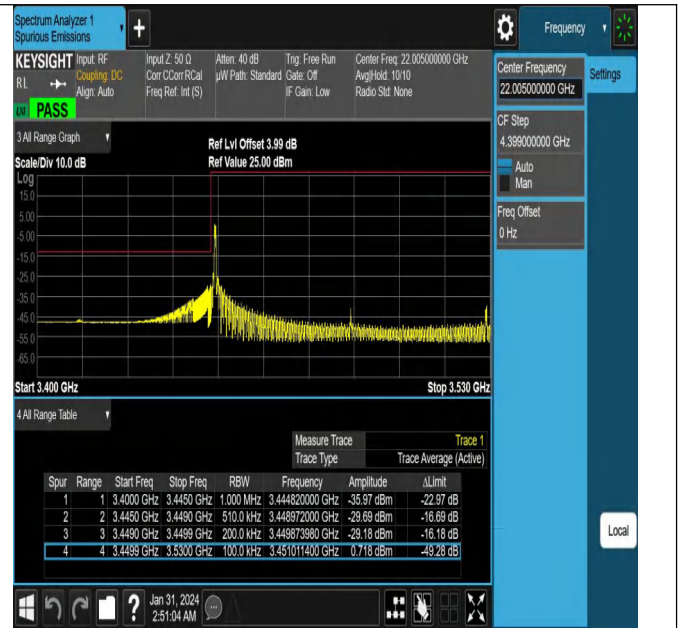 Spectrum Analyzer 1
Spurious Emissions
Frequency
KEYSIGHT Input: RF Input Z: 50 Ω Atten: 40 dB Trig: Free Run Center Freq: 22.005000000 GHz
RL Coupling: DC Corr CCorr RCal µW Path: Standard Gate: Off Avg|Hold: 10/10
Align: Auto Freq Ref: Int (S) IF Gain: Low Radio Std: None
LXI PASS
Center Frequency
22.005000000 GHz
Settings
CF Step
4.399000000 GHz
Auto
Man
Freq Offset
0 Hz
3 All Range Graph
Ref Lvl Offset 3.99 dB
Scale/Div 10.0 dB Ref Value 25.00 dBm
Log
15.0
5.00
-5.00
-15.0
-25.0
-35.0
-45.0
-55.0
-65.0
Start 3.400 GHz Stop 3.530 GHz
4 All Range Table
Measure Trace Trace 1
Trace Type Trace Average (Active)
Spur Range Start Freq Stop Freq RBW Frequency Amplitude ΔLimit
1 1 3.4000 GHz 3.4450 GHz 1.000 MHz 3.444820000 GHz -35.97 dBm -22.97 dB
2 2 3.4450 GHz 3.4490 GHz 510.0 kHz 3.448972000 GHz -29.69 dBm -16.69 dB
3 3 3.4490 GHz 3.4499 GHz 200.0 kHz 3.449873980 GHz -29.18 dBm -16.18 dB
4 4 3.4499 GHz 3.5300 GHz 100.0 kHz 3.451011400 GHz 0.718 dBm -49.28 dB
Local
Jan 31, 2024
2:51:04 AM